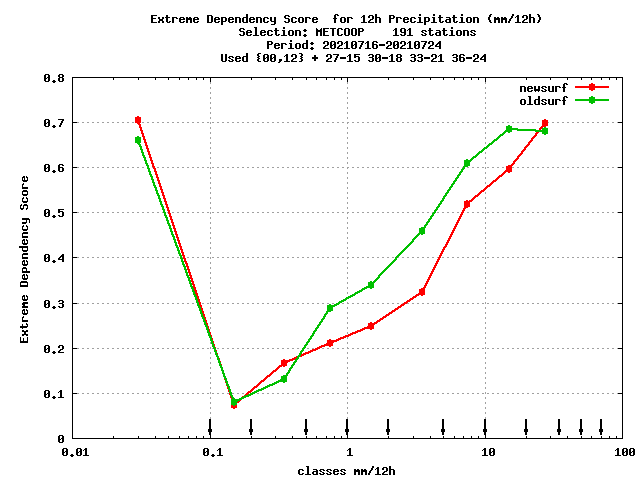 Extreme Dependency Score  for 12h Precipitation (mm/12h)
Selection: METCOOP    191 stations
Period: 20210716-20210724
Used {00,12} + 27-15 30-18 33-21 36-24
newsurf
oldsurf
Extreme Dependency Score
0.8
0.7
0.6
0.5
0.4
0.3
0.2
0.1
0
0.01 0.1 1 10 100
classes mm/12h